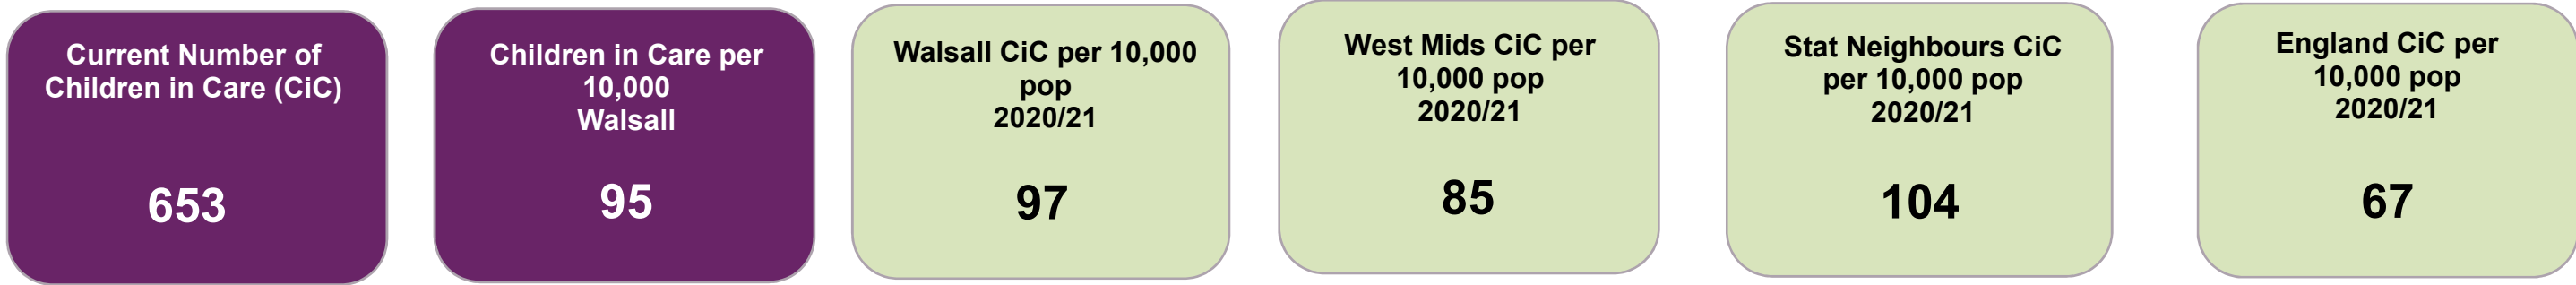 Current Number of
Children in Care (CiC)
653
Children in Care per
10,000
Walsall
95
Walsall CiC per 10,000
pop
2020/21
97
West Mids CiC per
10,000 pop
2020/21
85
Stat Neighbours CiC
per 10,000 pop
2020/21
104
England CiC per
10,000 pop
2020/21
67